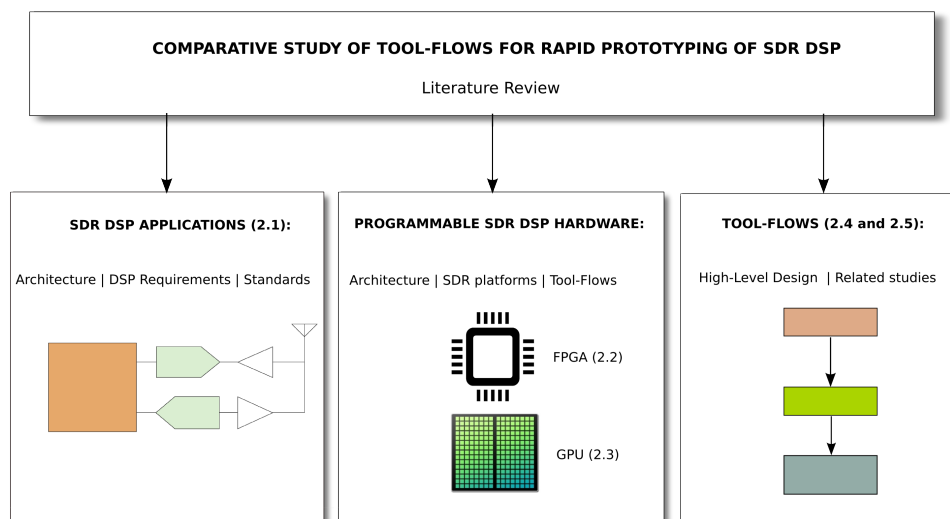 COMPARATIVE STUDY OF TOOL-FLOWS FOR RAPID PROTOTYPING OF SDR DSP
Literature Review
SDR DSP APPLICATIONS (2.1):
Architecture | DSP Requirements | Standards
PROGRAMMABLE SDR DSP HARDWARE:
Architecture | SDR platforms | Tool-Flows
FPGA (2.2)
GPU (2.3)
TOOL-FLOWS (2.4 and 2.5):
High-Level Design | Related studies